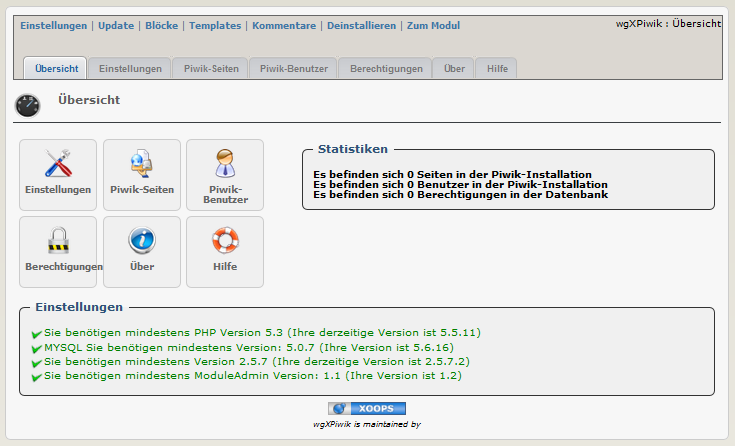 Einstellungen | Update | Blöcke | Templates | Kommentare | Deinstallieren | Zum Modul
wgXPiwik : Übersicht
Übersicht Einstellungen Piwik-Seiten Piwik-Benutzer Berechtigungen Über Hilfe
Übersicht
Einstellungen
Piwik-Seiten
Piwik-
Benutzer
Berechtigungen
Über
Hilfe
Statistiken
Es befinden sich 0 Seiten in der Piwik-Installation
Es befinden sich 0 Benutzer in der Piwik-Installation
Es befinden sich 0 Berechtigungen in der Datenbank
Einstellungen
Sie benötigen mindestens PHP Version 5.3 (Ihre derzeitige Version ist 5.5.11)
MYSQL Sie benötigen mindestens Version: 5.0.7 (Ihre Version ist 5.6.16)
Sie benötigen mindestens Version 2.5.7 (Ihre derzeitige Version ist 2.5.7.2)
Sie benötigen mindestens ModuleAdmin Version: 1.1 (Ihre Version ist 1.2)
XOOPS
wgXPiwik is maintained by